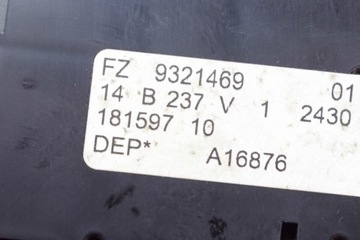 FZ 9321469 01
14 B 237 V 1 2430
181597 10
DEP* A16876